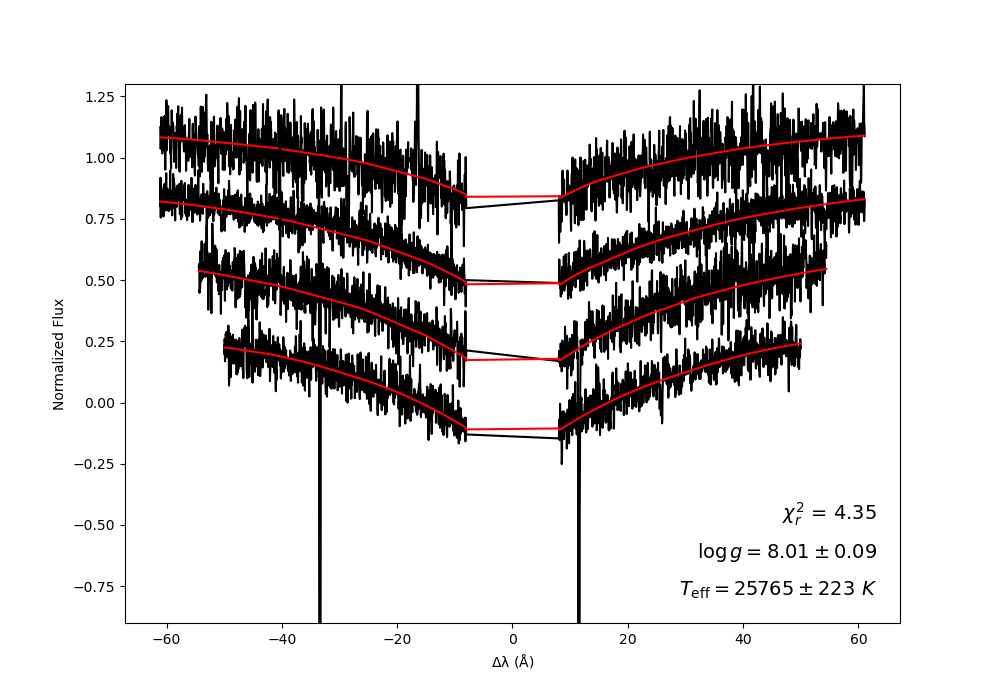 1.25
1.00
0.75
0.50
0.25
0.00
−0.25
−0.50
−0.75
Normalized Flux
χ²ᵣ = 4.35
log g = 8.01 ± 0.09
T_eff = 25765 ± 223 K
−60 −40 −20 0 20 40 60
Δλ (Å)